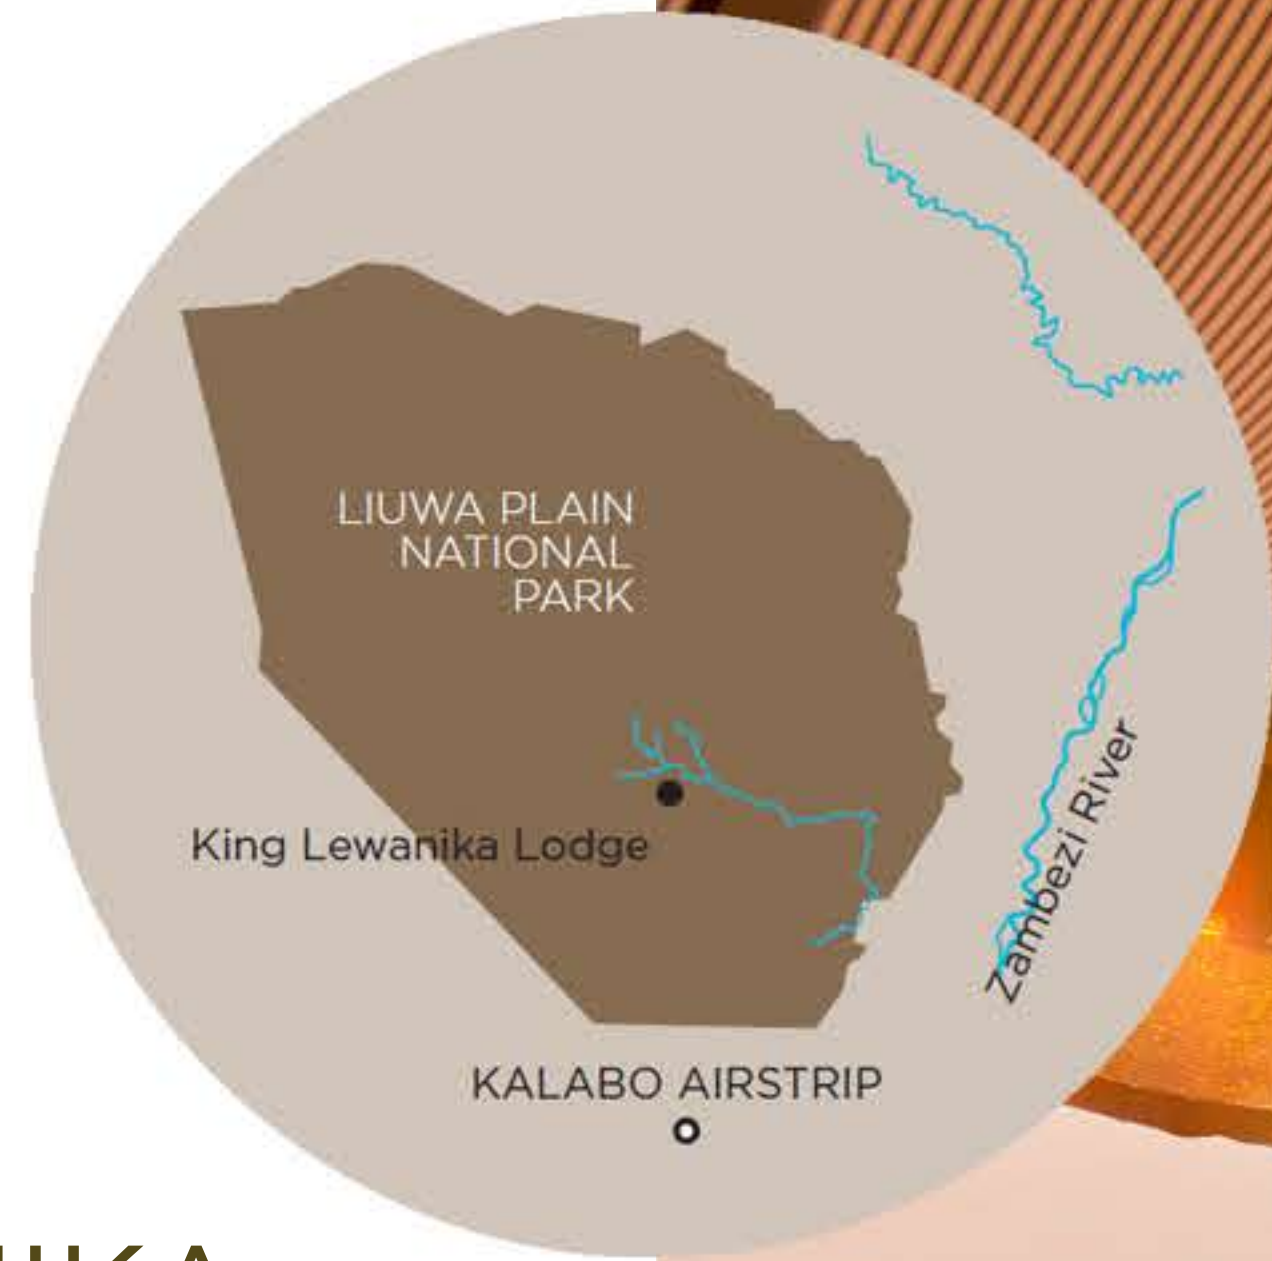 LIUWA PLAIN
NATIONAL
PARK
King Lewanika Lodge
Zambezi River
KALABO AIRSTRIP